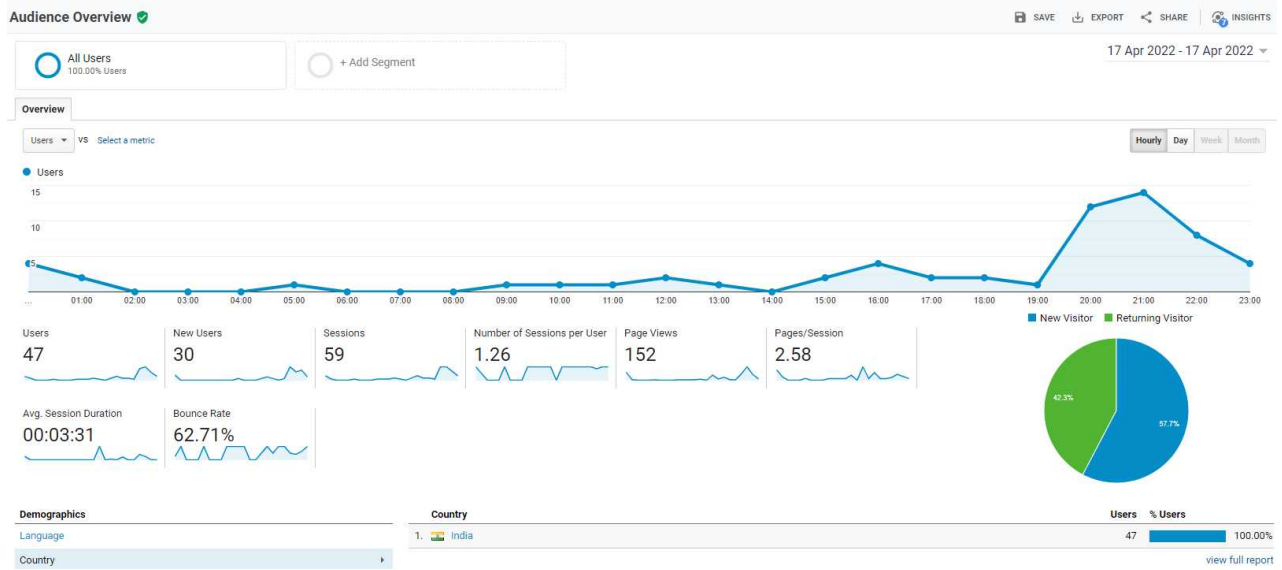 Audience Overview
SAVE EXPORT SHARE 7 INSIGHTS
All Users
100.00% Users
+ Add Segment
17 Apr 2022 - 17 Apr 2022
Overview
Users VS Select a metric
Hourly Day Week Month
Users
15
10
5
... 01:00 02:00 03:00 04:00 05:00 06:00 07:00 08:00 09:00 10:00 11:00 12:00 13:00 14:00 15:00 16:00 17:00 18:00 19:00 20:00 21:00 22:00 23:00
Users New Users Sessions Number of Sessions per User Page Views Pages/Session
47 30 59 1.26 152 2.58
Avg. Session Duration Bounce Rate
00:03:31 62.71%
New Visitor Returning Visitor
42.3%
57.7%
Demographics
Language
Country
Country Users % Users
1. India 47 100.00%
view full report